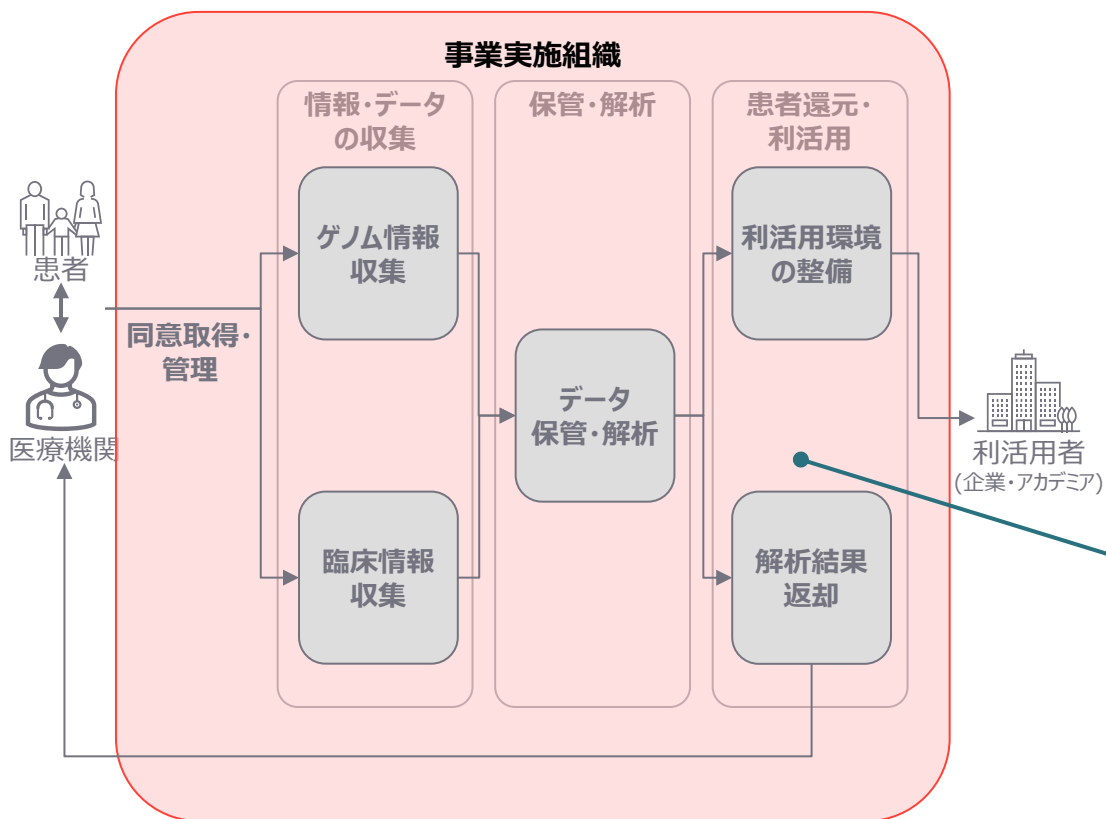 事業実施組織
情報・データ
の収集
保管・解析
患者還元・
利活用
ゲノム情報
収集
利活用環境
の整備
患者
同意取得・
管理
医療機関
データ
保管・解析
利活用者
(企業・アカデミア)
臨床情報
収集
解析結果
返却